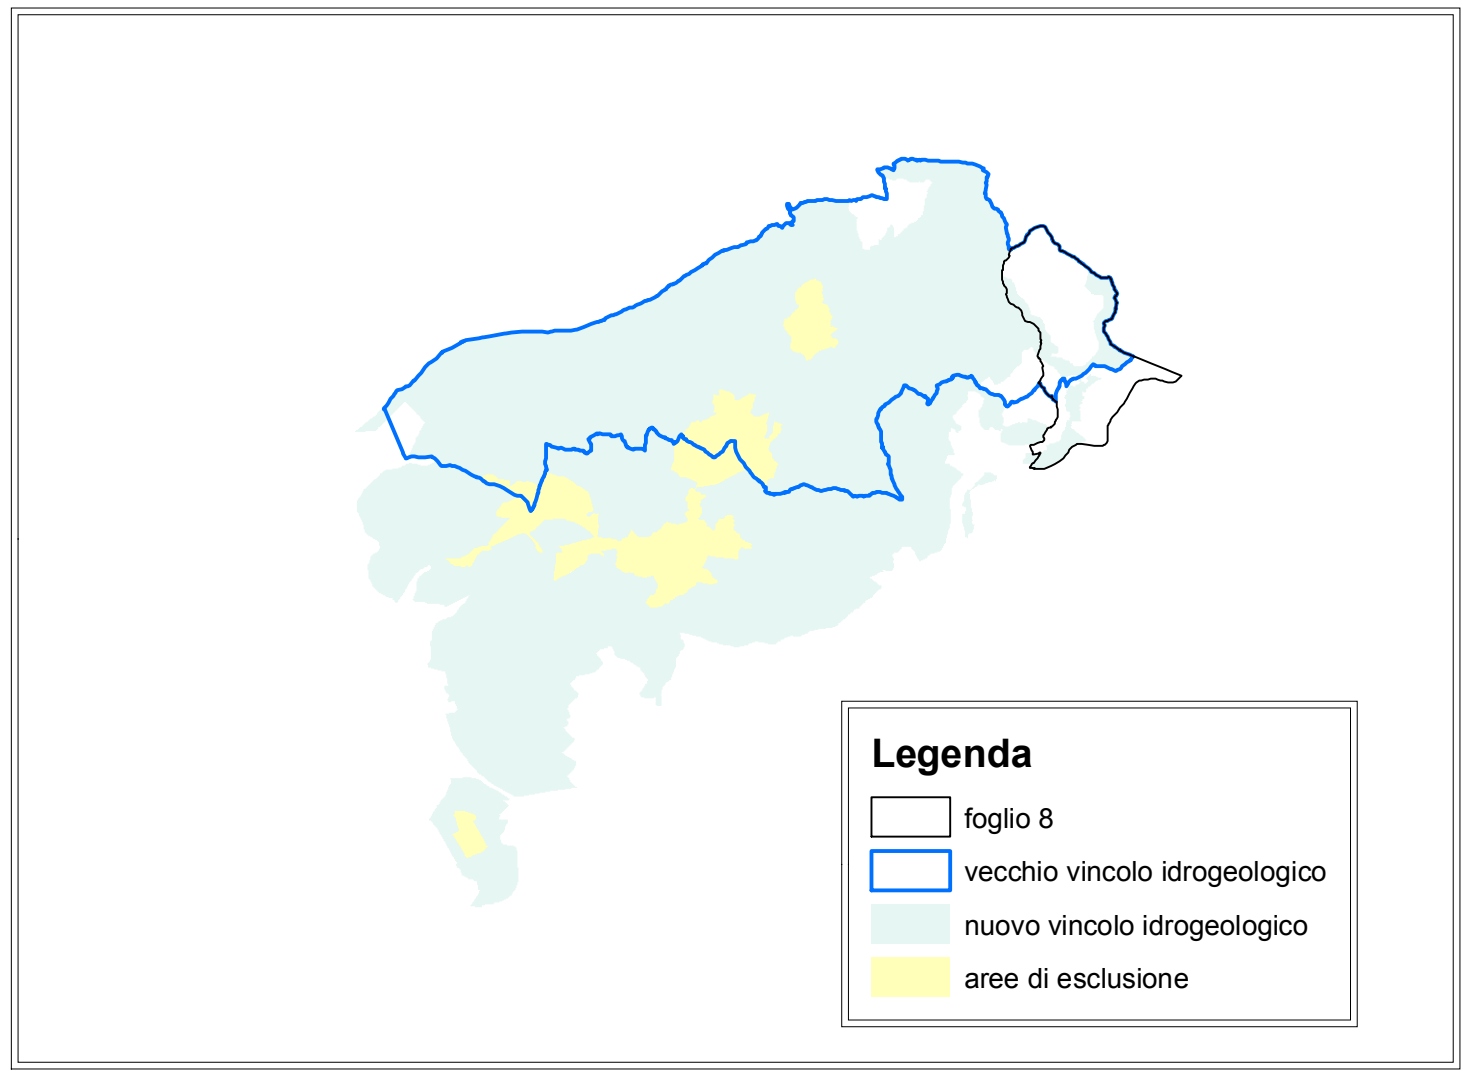 Legenda
foglio 8
vecchio vincolo idrogeologico
nuovo vincolo idrogeologico
aree di esclusione